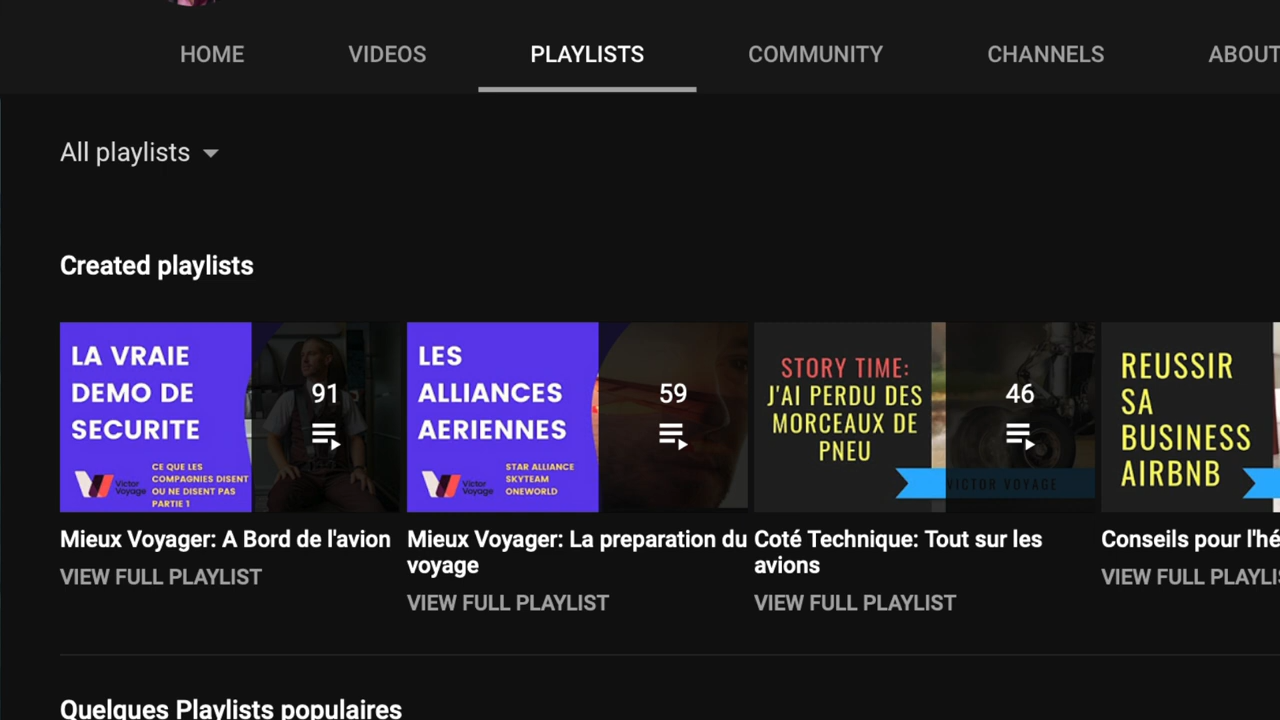 HOME VIDEOS PLAYLISTS COMMUNITY CHANNELS ABOUT
All playlists
Created playlists
LA VRAIE
DEMO DE
SECURITE
CE QUE LES
COMPAGNIES DISENT
OU NE DISENT PAS
PARTIE 1
Victor
Voyage
91
Mieux Voyager: A Bord de l'avion
VIEW FULL PLAYLIST
LES
ALLIANCES
AERIENNES
STAR ALLIANCE
SKYTEAM
ONEWORLD
Victor
Voyage
59
Mieux Voyager: La preparation du
voyage
VIEW FULL PLAYLIST
STORY TIME:
J'AI PERDU DES
MORCEAUX DE
PNEU
VICTOR VOYAGE
46
Coté Technique: Tout sur les
avions
VIEW FULL PLAYLIST
REUSSIR
SA
BUSINESS
AIRBNB
Conseils pour l'hé
VIEW FULL PLAYLIS
Quelques Playlists populaires